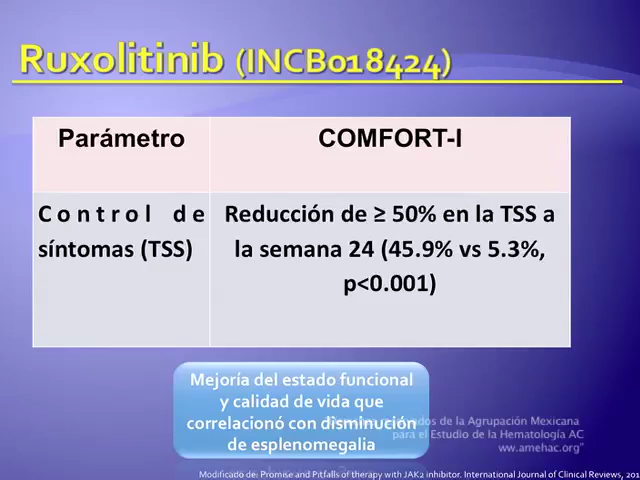 Ruxolitinib (INCB018424)
Parámetro
COMFORT-I
Control de
síntomas (TSS)
Reducción de ≥ 50% en la TSS a
la semana 24 (45.9% vs 5.3%,
p<0.001)
Mejoría del estado funcional
y calidad de vida que
correlacionó con disminución
de esplenomegalia
de la Agrupación Mexicana
para el Estudio de la Hematología AC
ww.amehac.org"
Modificado de: Promise and Pitfalls of therapy with JAK2 inhibitor. International Journal of Clinical Reviews, 201